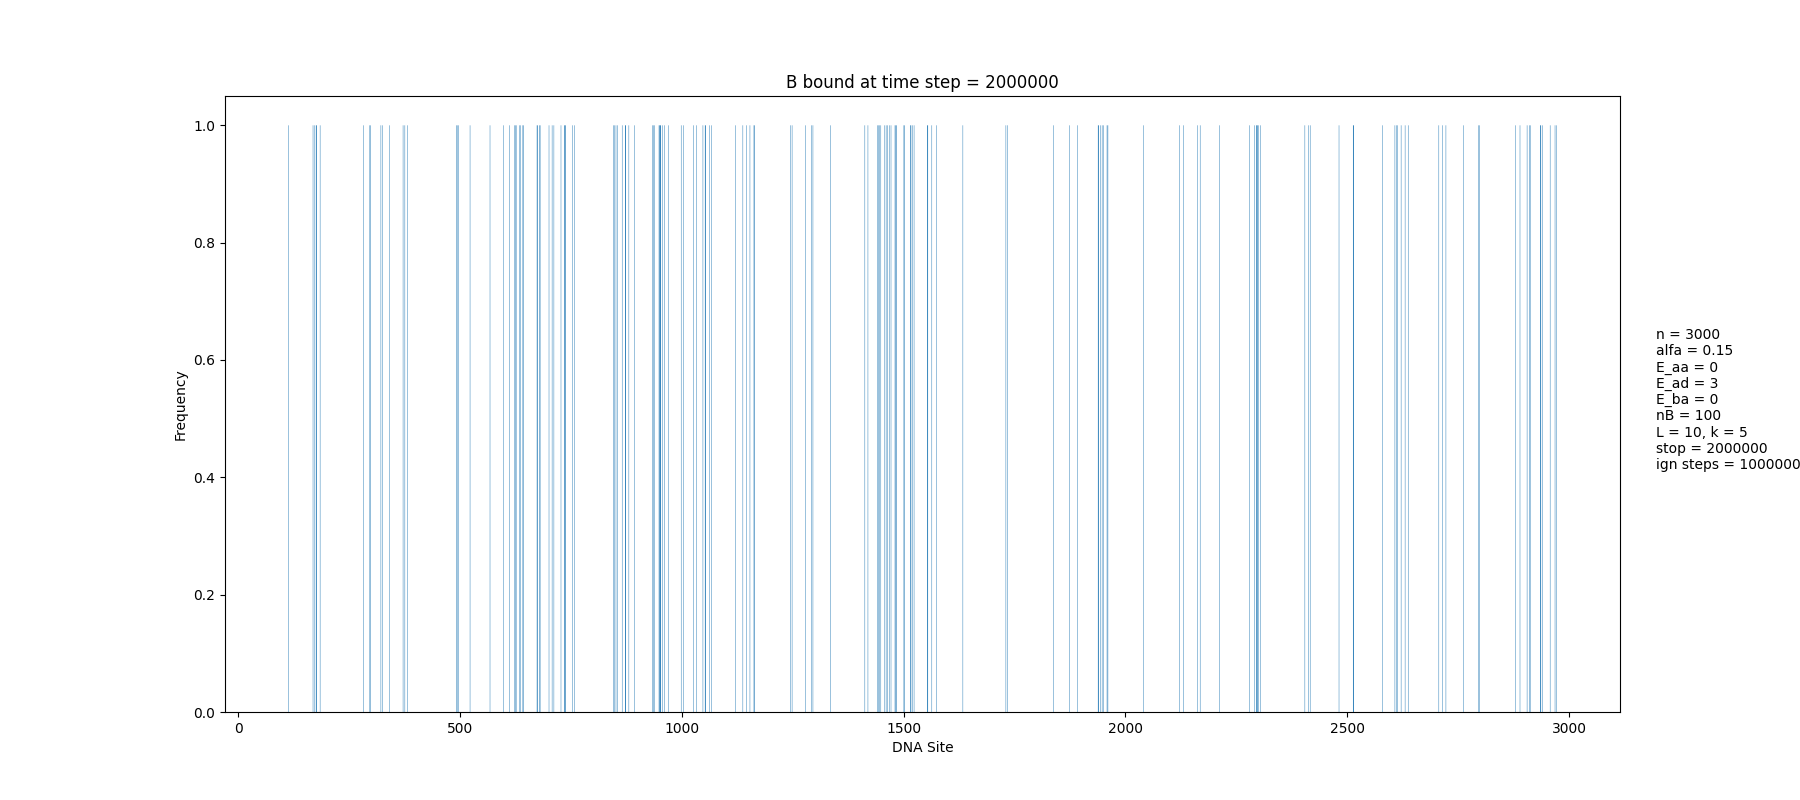 B bound at time step = 2000000
1.0
0.8
0.6
0.4
0.2
0.0
Frequency
0 500 1000 1500 2000 2500 3000
DNA Site
n = 3000
alfa = 0.15
E_aa = 0
E_ad = 3
E_ba = 0
nB = 100
L = 10, k = 5
stop = 2000000
ign steps = 1000000